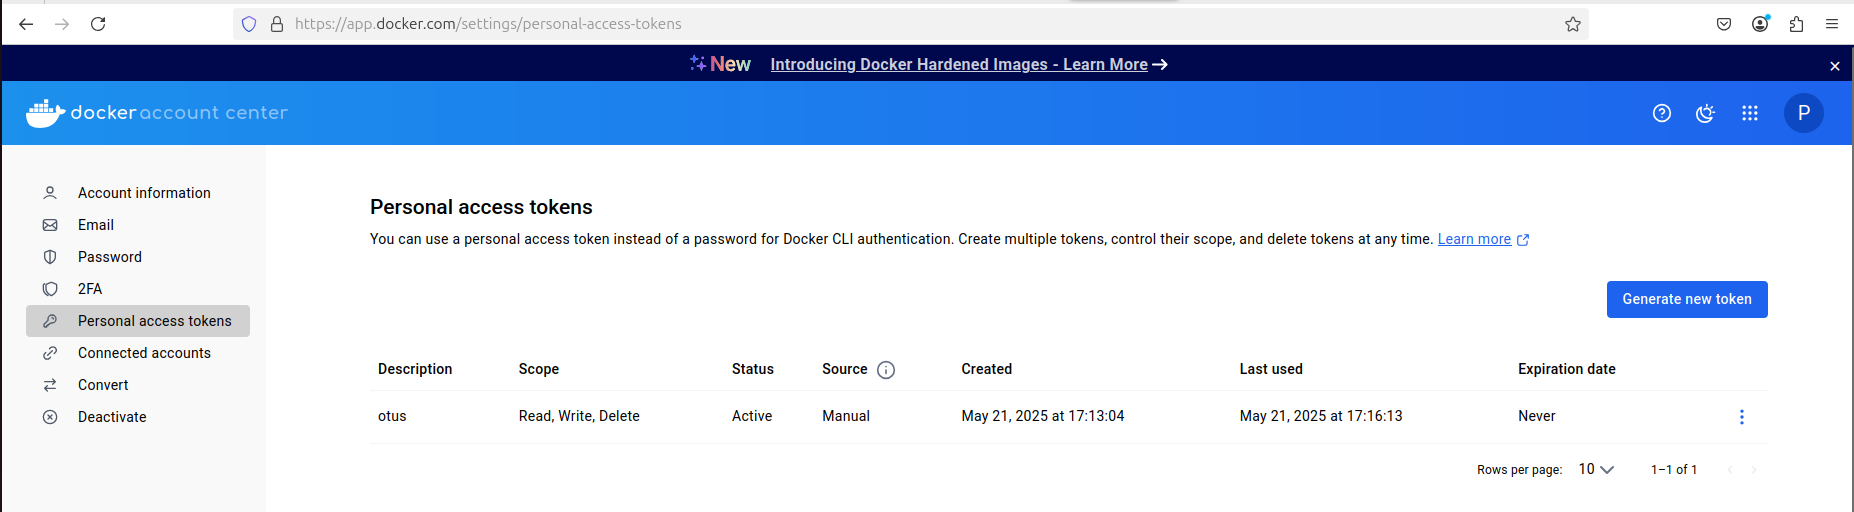 https://app.docker.com/settings/personal-access-tokens
New Introducing Docker Hardened Images - Learn More
docker account center
P
Account information
Email
Password
2FA
Personal access tokens
Connected accounts
Convert
Deactivate
Personal access tokens
You can use a personal access token instead of a password for Docker CLI authentication. Create multiple tokens, control their scope, and delete tokens at any time. Learn more
Generate new token
Description Scope Status Source Created Last used Expiration date
otus Read, Write, Delete Active Manual May 21, 2025 at 17:13:04 May 21, 2025 at 17:16:13 Never
Rows per page: 10 1–1 of 1